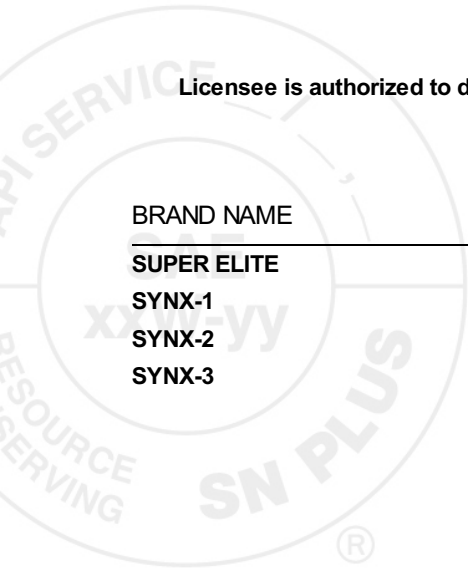 API SERVICE
Licensee is authorized to d
BRAND NAME
SAE
SUPER ELITE
SYNX-1
xxW-yy
SYNX-2
SYNX-3
RESOURCE
SN PLUS
®